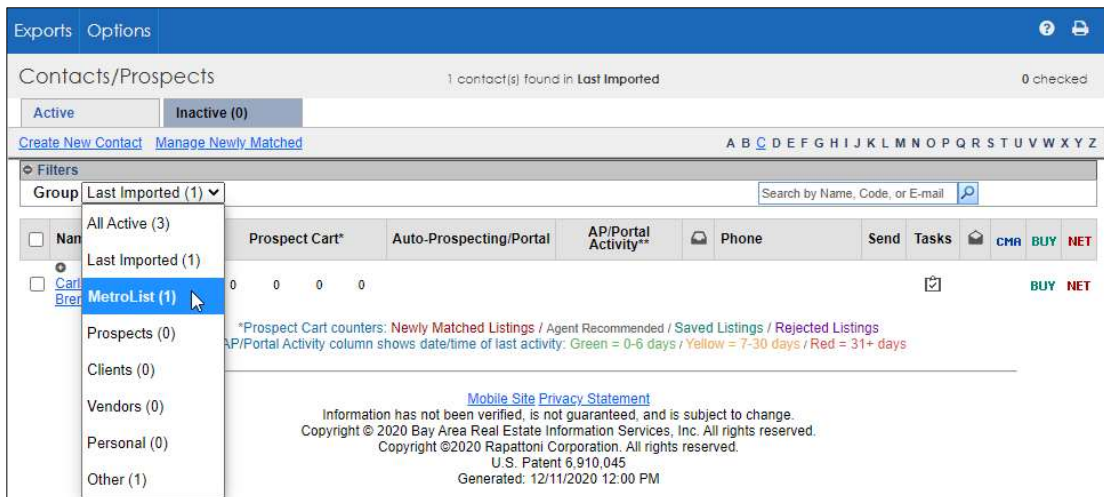 Exports Options
Contacts/Prospects 1 contact(s) found in Last Imported 0 checked
Active Inactive (0)
Create New Contact Manage Newly Matched A B C D E F G H I J K L M N O P Q R S T U V W X Y Z
Filters
Group Last Imported (1) Search by Name, Code, or E-mail
All Active (3)
Last Imported (1)
MetroList (1)
Prospects (0)
Clients (0)
Vendors (0)
Personal (0)
Other (1)
Prospect Cart* Auto-Prospecting/Portal AP/Portal Activity** Phone Send Tasks CMA BUY NET
0 0 0 0 BUY NET
*Prospect Cart counters: Newly Matched Listings / Agent Recommended / Saved Listings / Rejected Listings
AP/Portal Activity column shows date/time of last activity: Green = 0-6 days / Yellow = 7-30 days / Red = 31+ days
Mobile Site Privacy Statement
Information has not been verified, is not guaranteed, and is subject to change.
Copyright © 2020 Bay Area Real Estate Information Services, Inc. All rights reserved.
Copyright ©2020 Rapattoni Corporation. All rights reserved.
U.S. Patent 6,910,045
Generated: 12/11/2020 12:00 PM